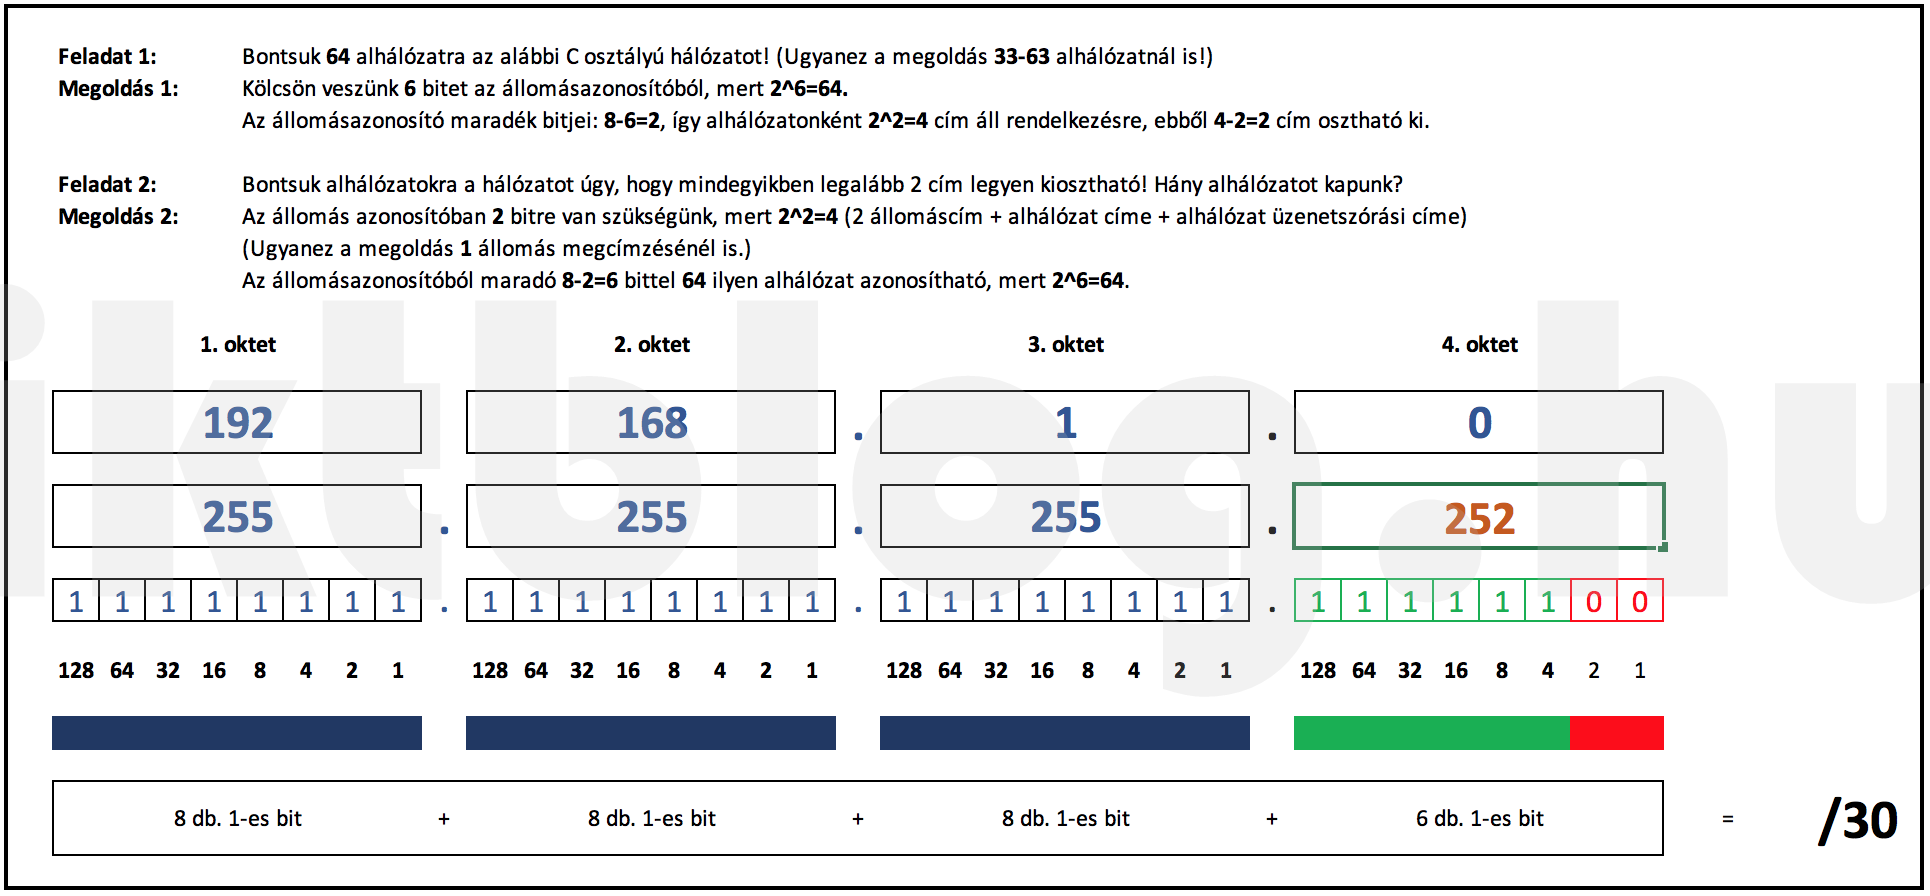 Feladat 1: Bontsuk 64 alhálózatra az alábbi C osztályú hálózatot! (Ugyanez a megoldás 33-63 alhálózatnál is!)
Megoldás 1: Kölcsön veszünk 6 bitet az állomásazonosítóból, mert 2^6=64.
Az állomásazonosító maradék bitjei: 8-6=2, így alhálózatonként 2^2=4 cím áll rendelkezésre, ebből 4-2=2 cím osztható ki.
Feladat 2: Bontsuk alhálózatokra a hálózatot úgy, hogy mindegyikben legalább 2 cím legyen kiosztható! Hány alhálózatot kapunk?
Megoldás 2: Az állomás azonosítóban 2 bitre van szükségünk, mert 2^2=4 (2 állomáscím + alhálózat címe + alhálózat üzenetszórási címe)
(Ugyanez a megoldás 1 állomás megcímzésénél is.)
Az állomásazonosítóból maradó 8-2=6 bittel 64 ilyen alhálózat azonosítható, mert 2^6=64.
1. oktet 2. oktet 3. oktet 4. oktet
192 168 . 1 . 0
255 . 255 . 255 . 252
1 1 1 1 1 1 1 1 . 1 1 1 1 1 1 1 1 . 1 1 1 1 1 1 1 1 . 1 1 1 1 1 1 0 0
128 64 32 16 8 4 2 1 128 64 32 16 8 4 2 1 128 64 32 16 8 4 2 1 128 64 32 16 8 4 2 1
8 db. 1-es bit + 8 db. 1-es bit + 8 db. 1-es bit + 6 db. 1-es bit = /30
iktblog.hu